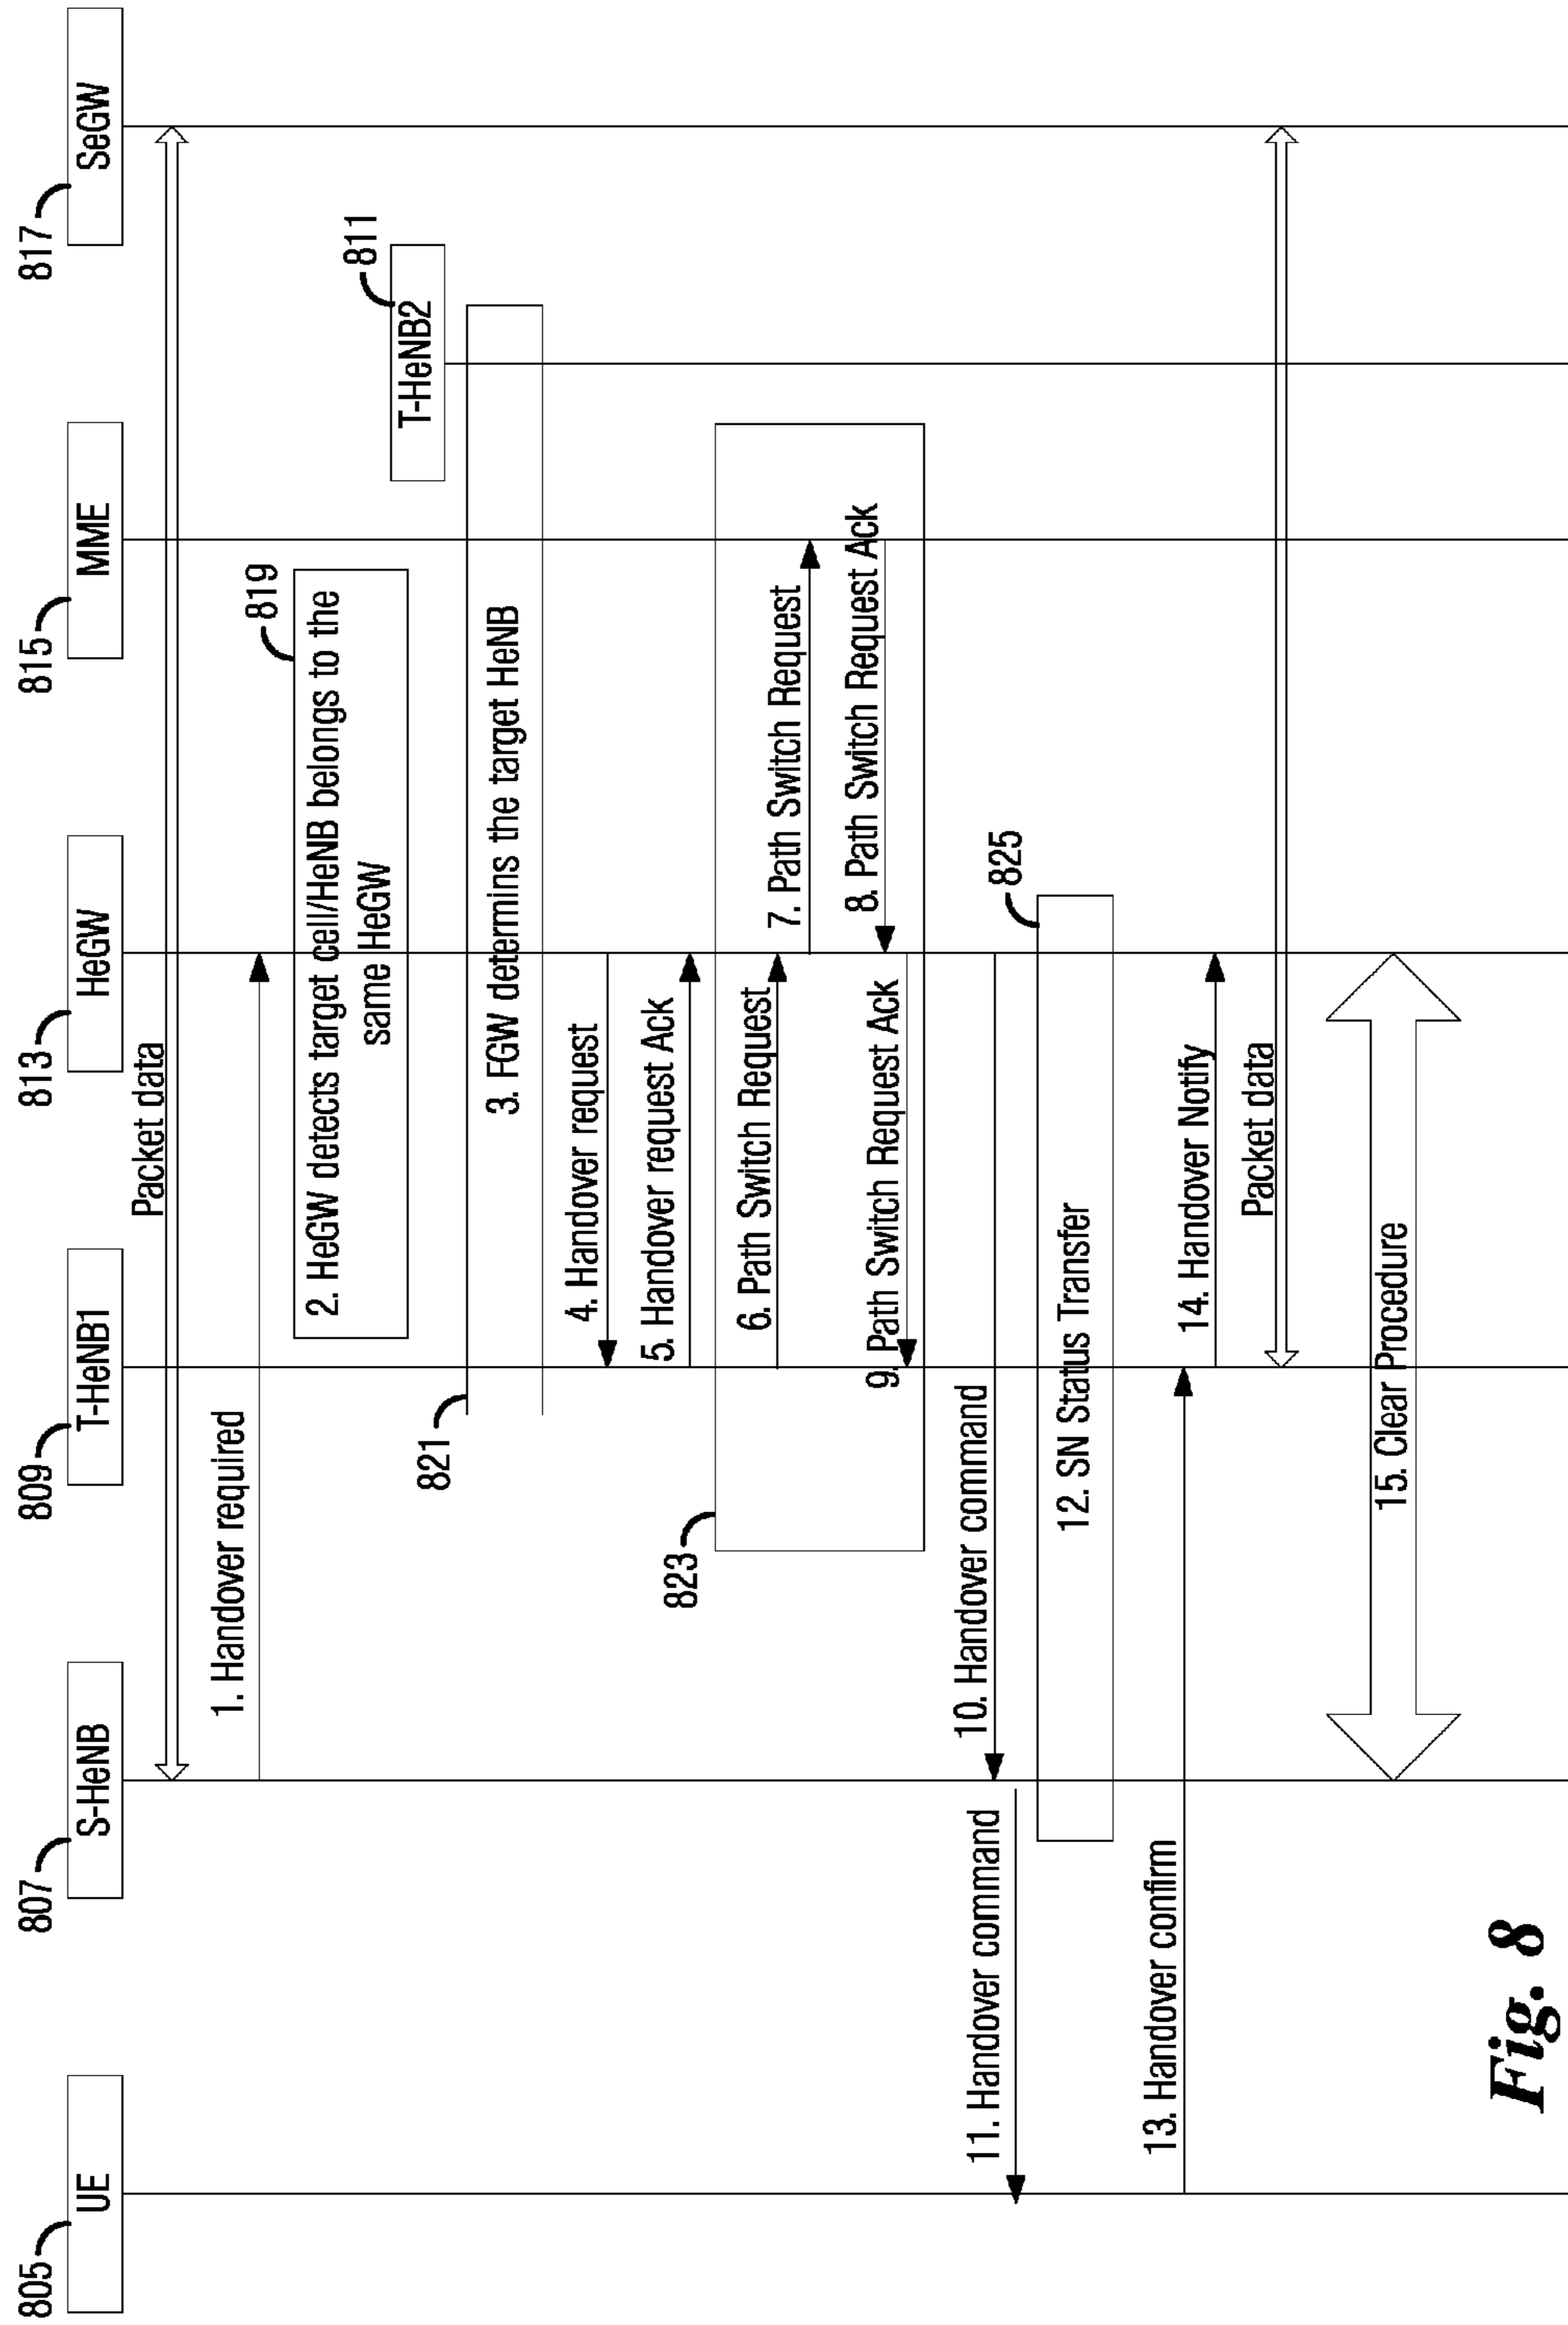 805
807
809
813
815
817
UE
S-HeNB
T-HeNB1
HeGW
MME
SeGW
Packet data
1. Handover required
819
2. HeGW detects target cell/HeNB belongs to the
same HeGW
811
T-HeNB2
821
3. FGW determins the target HeNB
4. Handover request
5. Handover request Ack
823
6. Path Switch Request
7. Path Switch Request
8. Path Switch Request Ack
9. Path Switch Request Ack
10. Handover command
11. Handover command
825
12. SN Status Transfer
13. Handover confirm
14. Handover Notify
Packet data
15. Clear Procedure
Fig. 8